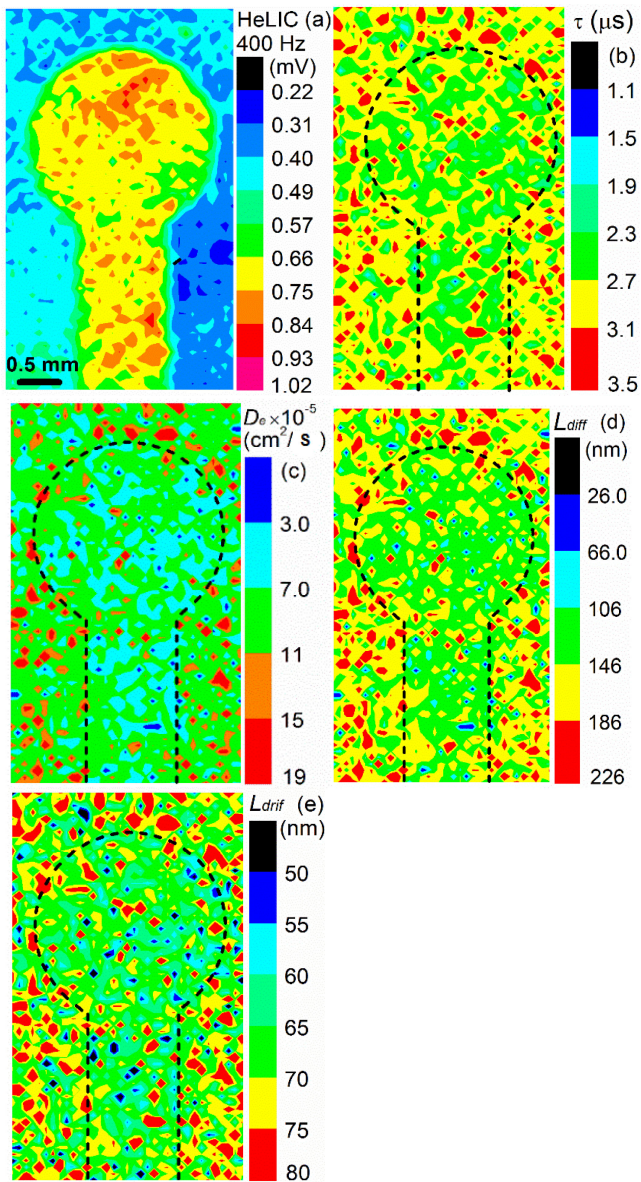 HeLIC (a)
400 Hz
(mV)
0.22
0.31
0.40
0.49
0.57
0.66
0.75
0.84
0.93
1.02
0.5 mm
τ (μs)
(b)
1.1
1.5
1.9
2.3
2.7
3.1
3.5
De×10-5
(cm2/ s)
(c)
3.0
7.0
11
15
19
Ldiff (d)
(nm)
26.0
66.0
106
146
186
226
Ldrif (e)
(nm)
50
55
60
65
70
75
80